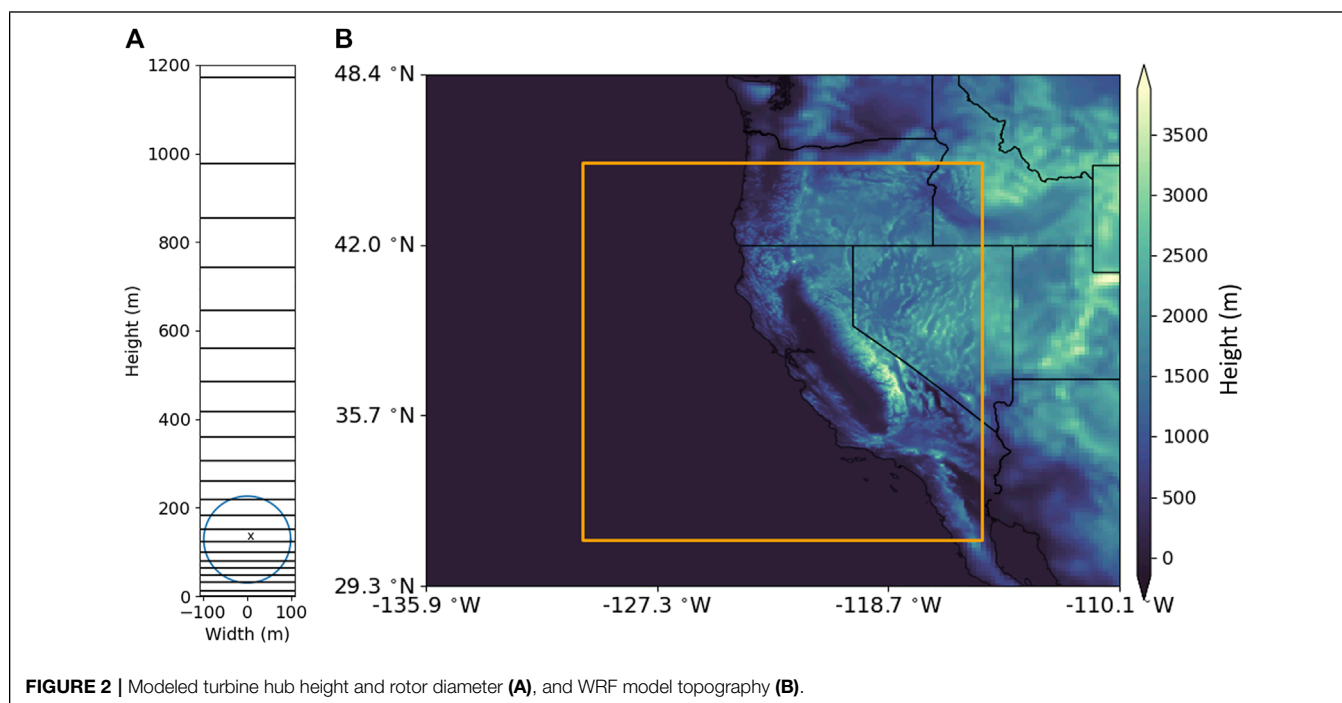 A
B
1200
1000
800
600
400
200
0
Height (m)
−100
0
100
Width (m)
x
48.4 °N
42.0 °N
35.7 °N
29.3 °N
-135.9 °W
-127.3 °W
-118.7 °W
-110.1 °W
3500
3000
2500
2000
1500
1000
500
0
Height (m)
FIGURE 2 | Modeled turbine hub height and rotor diameter (A), and WRF model topography (B).